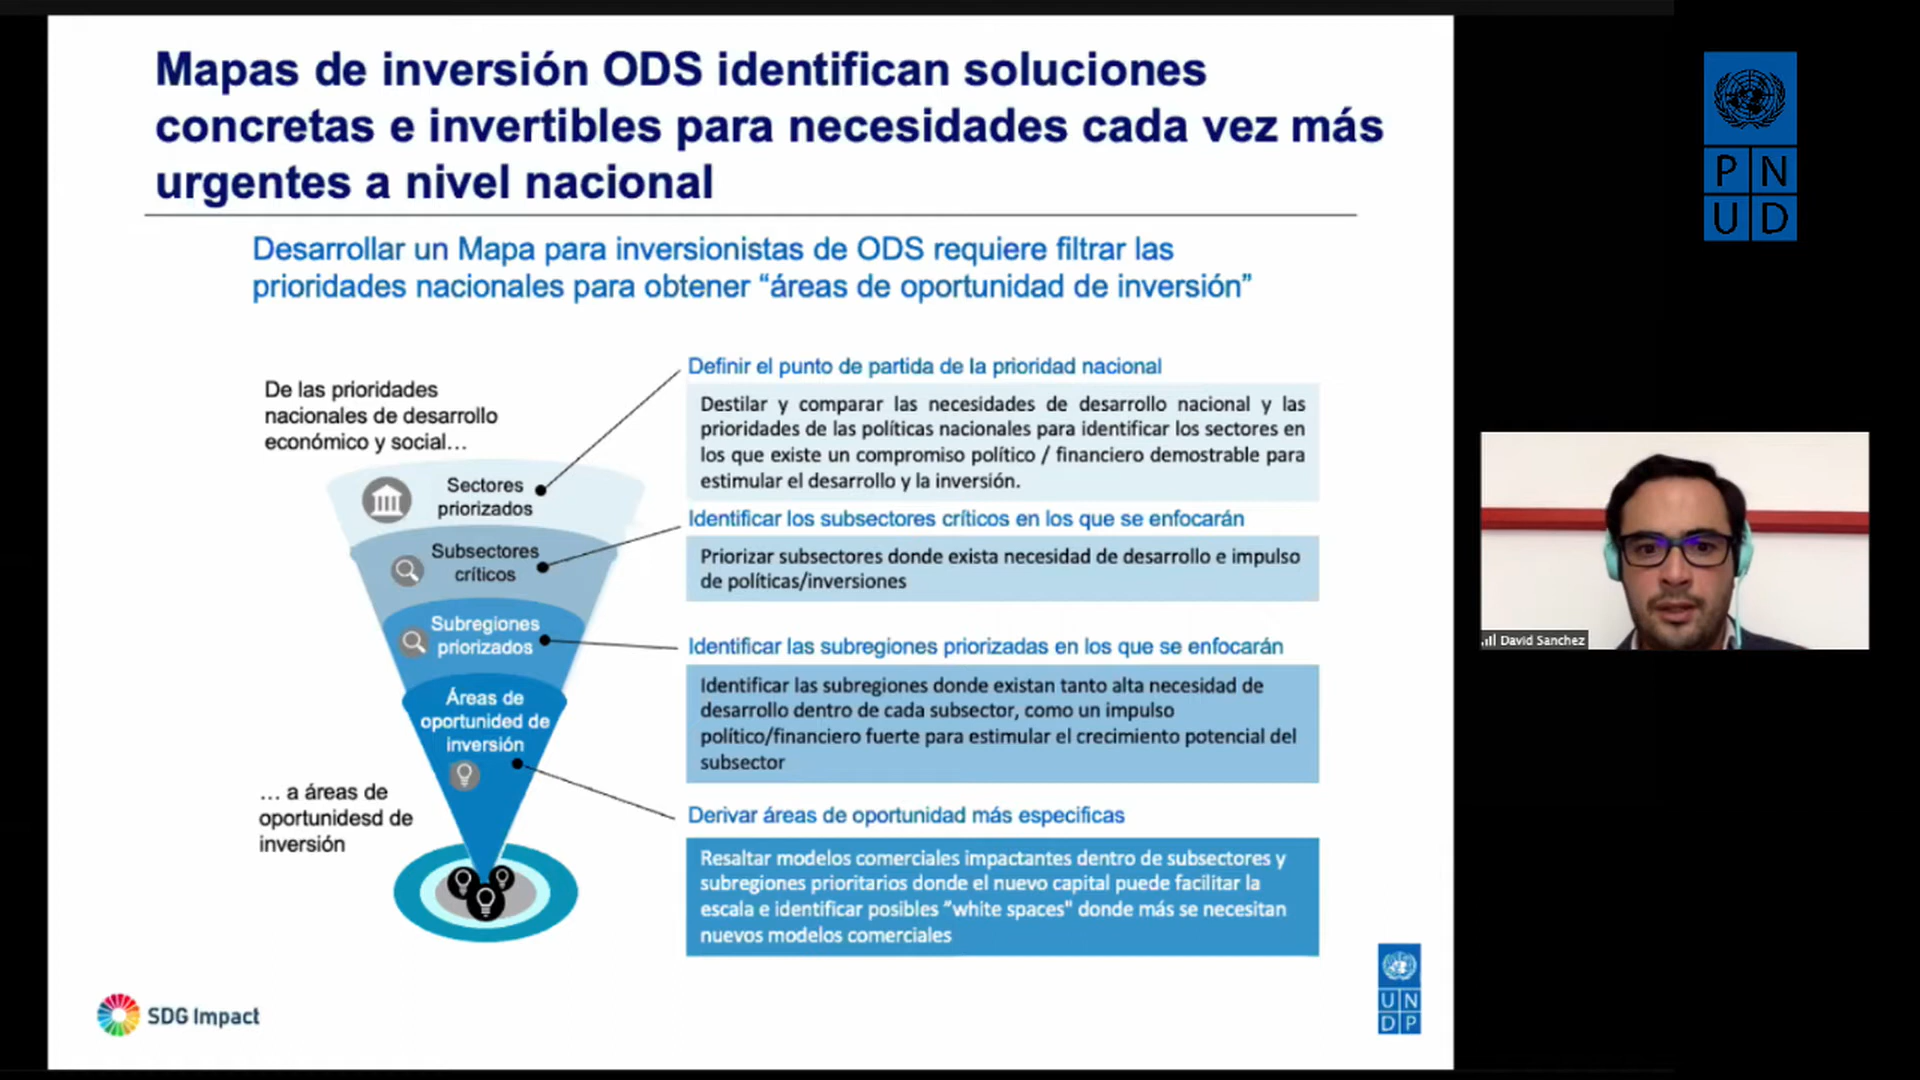 Mapas de inversión ODS identifican soluciones
concretas e invertibles para necesidades cada vez más
urgentes a nivel nacional
Desarrollar un Mapa para inversionistas de ODS requiere filtrar las
prioridades nacionales para obtener “áreas de oportunidad de inversión”
De las prioridades
nacionales de desarrollo
económico y social…
Sectores
priorizados
Subsectores
críticos
Subregiones
priorizados
Áreas de
oportunided de
inversión
… a áreas de
oportunidesd de
inversión
Definir el punto de partida de la prioridad nacional
Destilar y comparar las necesidades de desarrollo nacional y las
prioridades de las políticas nacionales para identificar los sectores en
los que existe un compromiso político / financiero demostrable para
estimular el desarrollo y la inversión.
Identificar los subsectores críticos en los que se enfocarán
Priorizar subsectores donde exista necesidad de desarrollo e impulso
de políticas/inversiones
Identificar las subregiones priorizadas en los que se enfocarán
Identificar las subregiones donde existan tanto alta necesidad de
desarrollo dentro de cada subsector, como un impulso
político/financiero fuerte para estimular el crecimiento potencial del
subsector
Derivar áreas de oportunidad más especificas
Resaltar modelos comerciales impactantes dentro de subsectores y
subregiones prioritarios donde el nuevo capital puede facilitar la
escala e identificar posibles “white spaces" donde más se necesitan
nuevos modelos comerciales
SDG Impact
U N
D P
P N
U D
David Sanchez